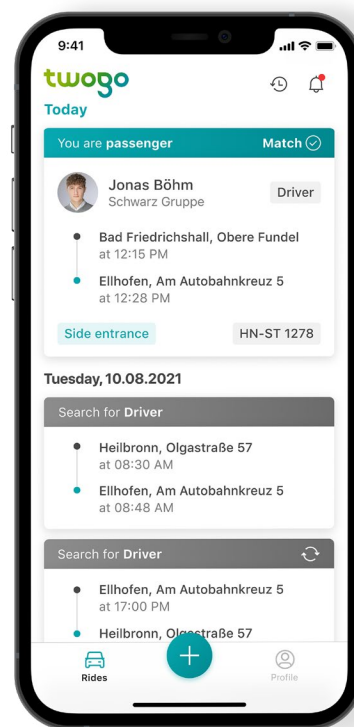 9:41
twogo
Today
You are passenger Match
Jonas Böhm
Schwarz Gruppe
Driver
Bad Friedrichshall, Obere Fundel
at 12:15 PM
Ellhofen, Am Autobahnkreuz 5
at 12:28 PM
Side entrance HN-ST 1278
Tuesday, 10.08.2021
Search for Driver
Heilbronn, Olgastraße 57
at 08:30 AM
Ellhofen, Am Autobahnkreuz 5
at 08:48 AM
Search for Driver
Ellhofen, Am Autobahnkreuz 5
at 17:00 PM
Heilbronn, Olgastraße 57
Rides
Profile